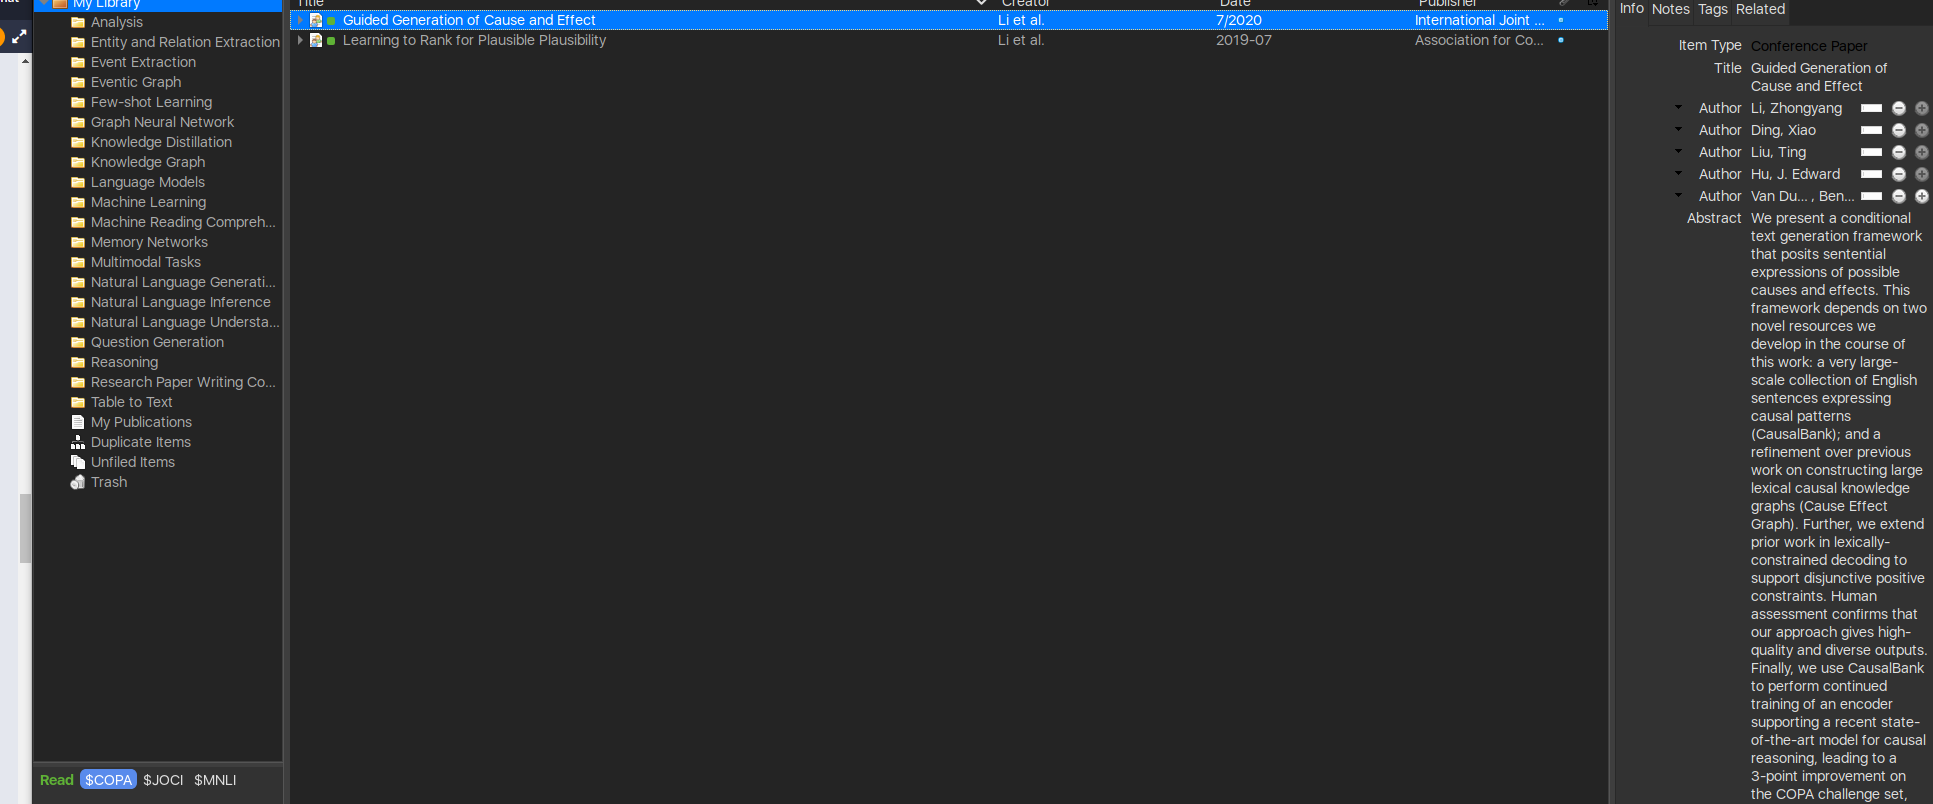 My Library
Analysis
Entity and Relation Extraction
Event Extraction
Eventic Graph
Few-shot Learning
Graph Neural Network
Knowledge Distillation
Knowledge Graph
Language Models
Machine Learning
Machine Reading Compreh...
Memory Networks
Multimodal Tasks
Natural Language Generati...
Natural Language Inference
Natural Language Understa...
Question Generation
Reasoning
Research Paper Writing Co...
Table to Text
My Publications
Duplicate Items
Unfiled Items
Trash
Read $COPA $JOCI $MNLI
Title Creator Date Publisher
Guided Generation of Cause and Effect Li et al. 7/2020 International Joint ...
Learning to Rank for Plausible Plausibility Li et al. 2019-07 Association for Co...
Info Notes Tags Related
Item Type Conference Paper
Title Guided Generation of
Cause and Effect
Author Li, Zhongyang
Author Ding, Xiao
Author Liu, Ting
Author Hu, J. Edward
Author Van Du... , Ben...
Abstract We present a conditional
text generation framework
that posits sentential
expressions of possible
causes and effects. This
framework depends on two
novel resources we
develop in the course of
this work: a very large-
scale collection of English
sentences expressing
causal patterns
(CausalBank); and a
refinement over previous
work on constructing large
lexical causal knowledge
graphs (Cause Effect
Graph). Further, we extend
prior work in lexically-
constrained decoding to
support disjunctive positive
constraints. Human
assessment confirms that
our approach gives high-
quality and diverse outputs.
Finally, we use CausalBank
to perform continued
training of an encoder
supporting a recent state-
of-the-art model for causal
reasoning, leading to a
3-point improvement on
the COPA challenge set,